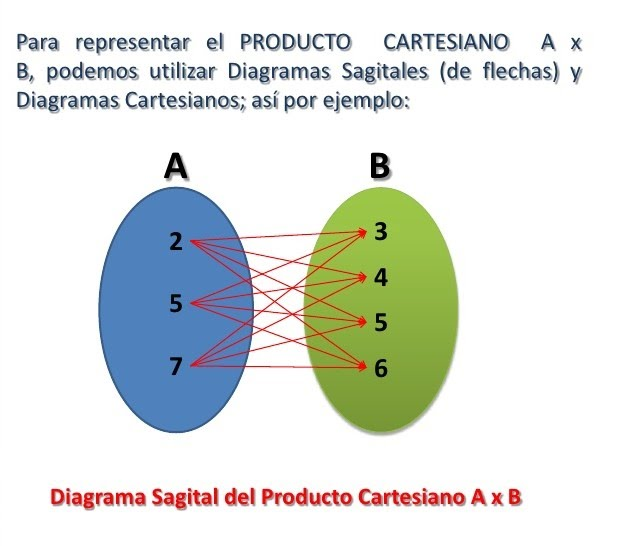 Para representar el PRODUCTO CARTESIANO A x
B, podemos utilizar Diagramas Sagitales (de flechas) y
Diagramas Cartesianos; así por ejemplo:
A B
2 3
4
5
5
7 6
Diagrama Sagital del Producto Cartesiano A x B